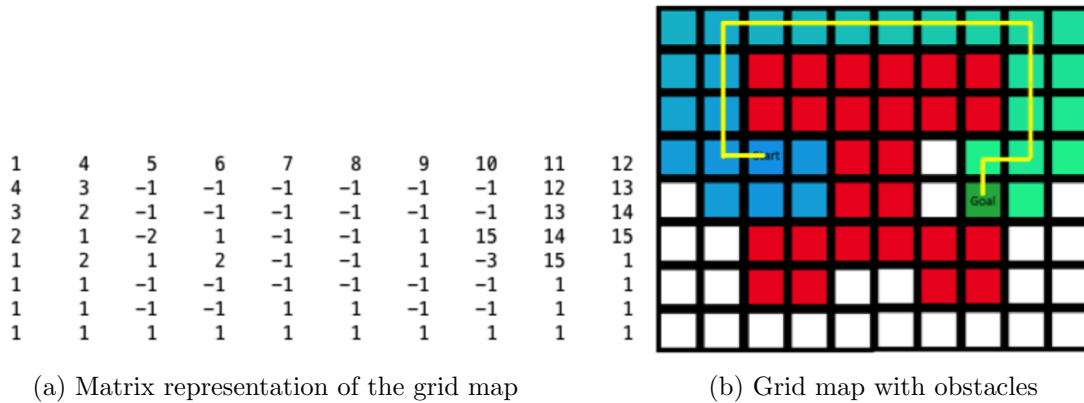 1 4 5 6 7 8 9 10 11 12
4 3 -1 -1 -1 -1 -1 -1 12 13
3 2 -1 -1 -1 -1 -1 -1 13 14
2 1 -2 1 -1 -1 1 15 14 15
1 2 1 2 -1 -1 1 -3 15 1
1 1 -1 -1 -1 -1 -1 -1 1 1
1 1 -1 -1 1 1 -1 -1 1 1
1 1 1 1 1 1 1 1 1 1
(a) Matrix representation of the grid map
Start
Goal
(b) Grid map with obstacles